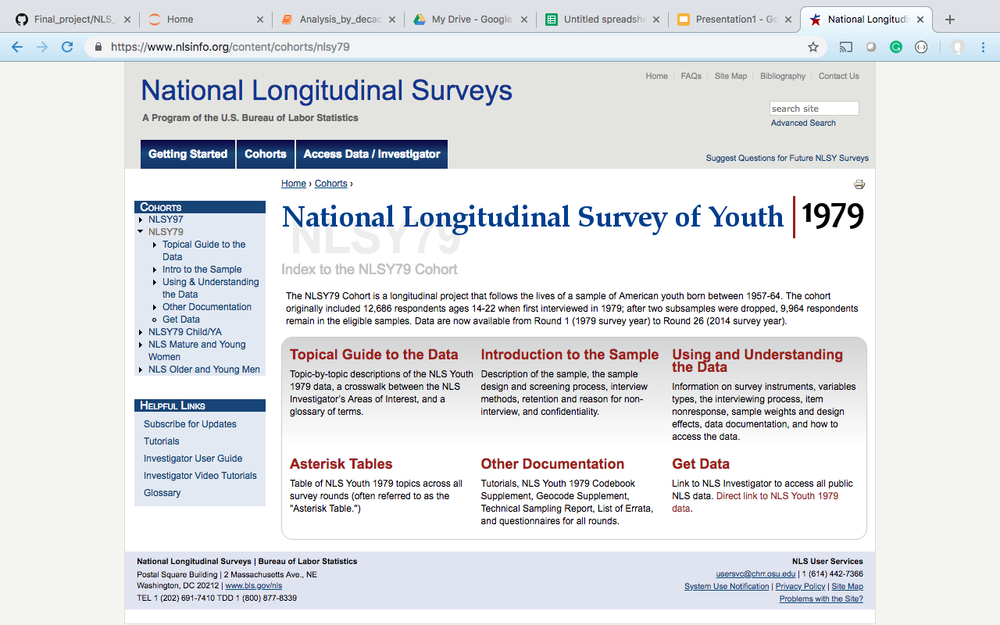 Final_project/NLS_
Home
Analysis_by_decad
My Drive - Google
Untitled spreadshe
Presentation1 - Go
National Longitudin
https://www.nlsinfo.org/content/cohorts/nlsy79
National Longitudinal Surveys
A Program of the U.S. Bureau of Labor Statistics
Home
FAQs
Site Map
Bibliography
Contact Us
search site
Advanced Search
Getting Started
Cohorts
Access Data / Investigator
Suggest Questions for Future NLSY Surveys
Home › Cohorts ›
COHORTS
NLSY97
NLSY79
Topical Guide to the
Data
Intro to the Sample
Using & Understanding
the Data
Other Documentation
Get Data
NLSY79 Child/YA
NLS Mature and Young
Women
NLS Older and Young Men
HELPFUL LINKS
Subscribe for Updates
Tutorials
Investigator User Guide
Investigator Video Tutorials
Glossary
National Longitudinal Survey of Youth | 1979
NLSY79
Index to the NLSY79 Cohort
The NLSY79 Cohort is a longitudinal project that follows the lives of a sample of American youth born between 1957-64. The cohort
originally included 12,686 respondents ages 14-22 when first interviewed in 1979; after two subsamples were dropped, 9,964 respondents
remain in the eligible samples. Data are now available from Round 1 (1979 survey year) to Round 26 (2014 survey year).
Topical Guide to the Data
Topic-by-topic descriptions of the NLS Youth
1979 data, a crosswalk between the NLS
Investigator's Areas of Interest, and a
glossary of terms.
Introduction to the Sample
Description of the sample, the sample
design and screening process, interview
methods, retention and reason for non-
interview, and confidentiality.
Using and Understanding
the Data
Information on survey instruments, variables
types, the interviewing process, item
nonresponse, sample weights and design
effects, data documentation, and how to
access the data.
Asterisk Tables
Table of NLS Youth 1979 topics across all
survey rounds (often referred to as the
"Asterisk Table.")
Other Documentation
Tutorials, NLS Youth 1979 Codebook
Supplement, Geocode Supplement,
Technical Sampling Report, List of Errata,
and questionnaires for all rounds.
Get Data
Link to NLS Investigator to access all public
NLS data. Direct link to NLS Youth 1979
data.
National Longitudinal Surveys | Bureau of Labor Statistics
Postal Square Building | 2 Massachusetts Ave., NE
Washington, DC 20212 | www.bls.gov/nls
TEL 1 (202) 691-7410 TDD 1 (800) 877-8339
NLS User Services
usersvc@chrr.osu.edu | 1 (614) 442-7366
System Use Notification | Privacy Policy | Site Map
Problems with the Site?